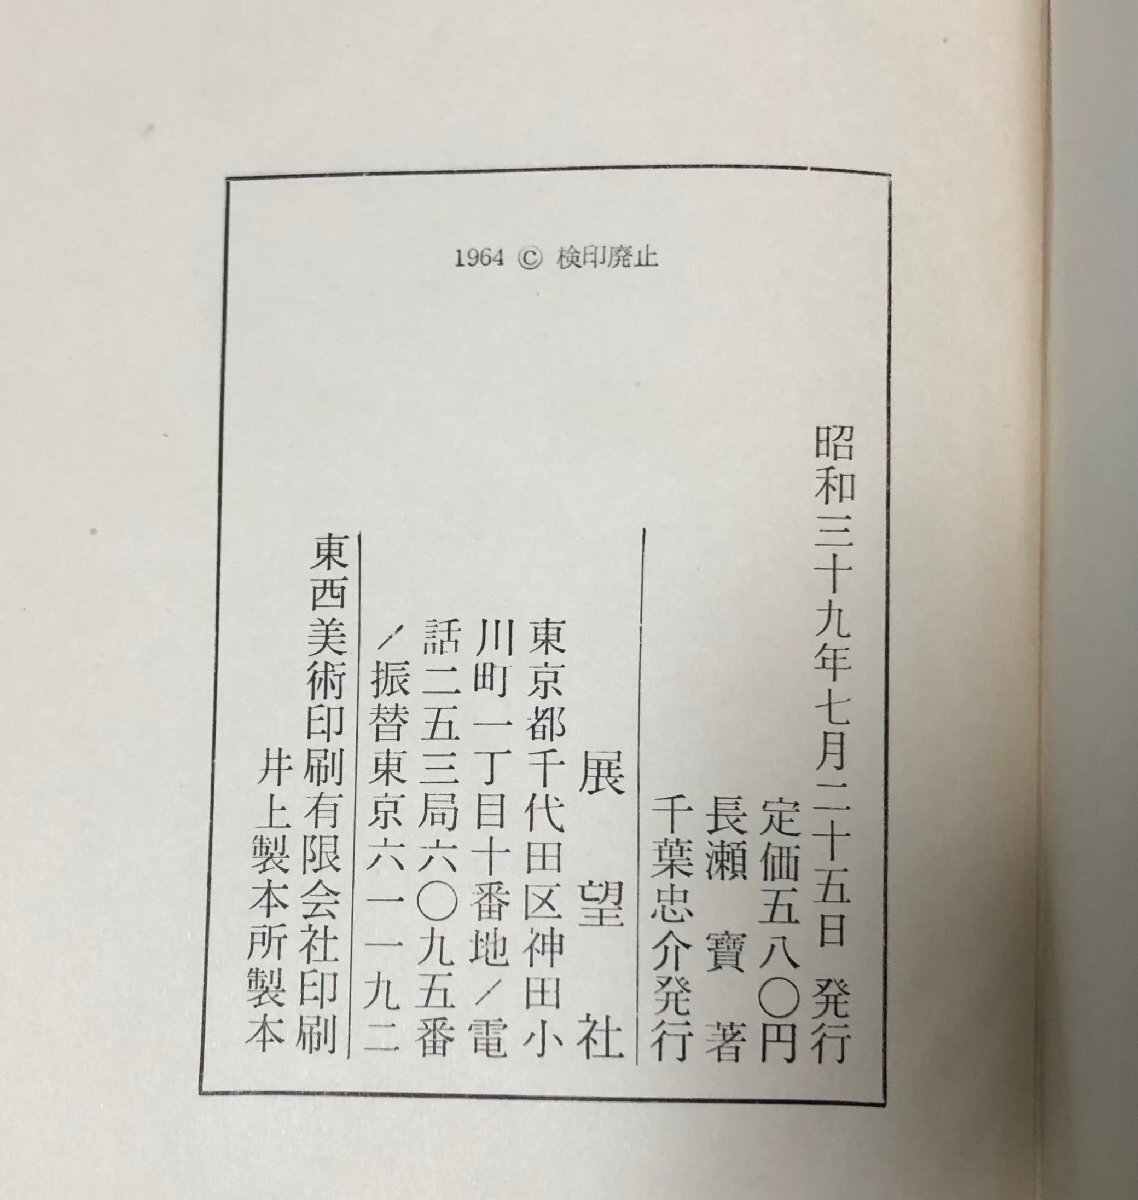 1964 © 検印廃止
昭和三十九年七月二十五日 発行
定価五八〇円
長瀬寶著
千葉忠介発行
展望社
東京都千代田区神田小
川町一丁目十番地/電
話二五三局六〇九五番
/振替東京六一一九二
東西美術印刷有限会社印刷
井上製本所製本